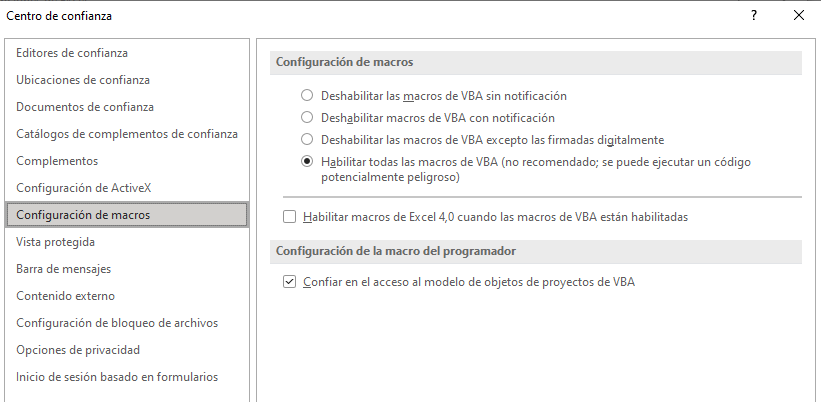 Centro de confianza
?
Editores de confianza
Ubicaciones de confianza
Documentos de confianza
Catálogos de complementos de confianza
Complementos
Configuración de ActiveX
Configuración de macros
Vista protegida
Barra de mensajes
Contenido externo
Configuración de bloqueo de archivos
Opciones de privacidad
Inicio de sesión basado en formularios
Configuración de macros
Deshabilitar las macros de VBA sin notificación
Deshabilitar macros de VBA con notificación
Deshabilitar las macros de VBA excepto las firmadas digitalmente
Habilitar todas las macros de VBA (no recomendado; se puede ejecutar un código
potencialmente peligroso)
Habilitar macros de Excel 4,0 cuando las macros de VBA están habilitadas
Configuración de la macro del programador
Confiar en el acceso al modelo de objetos de proyectos de VBA